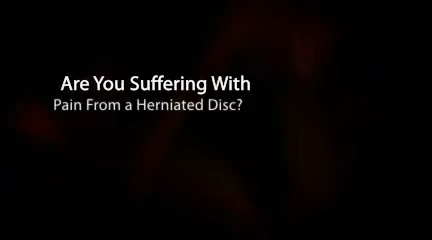 Are You Suffering With
Pain From a Herniated Disc?